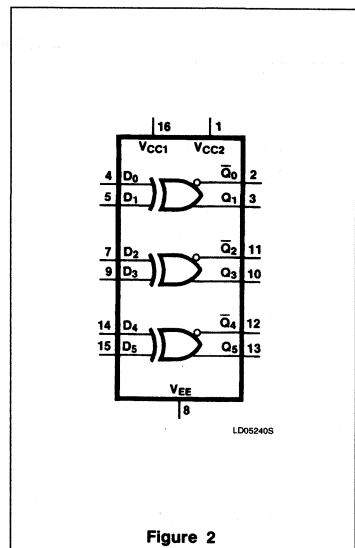 16 1
VCC1 VCC2
4 D0 Q̅0 2
5 D1 Q1 3
7 D2 Q̅2 11
9 D3 Q3 10
14 D4 Q̅4 12
15 D5 Q5 13
VEE
8
LD05240S
Figure 2